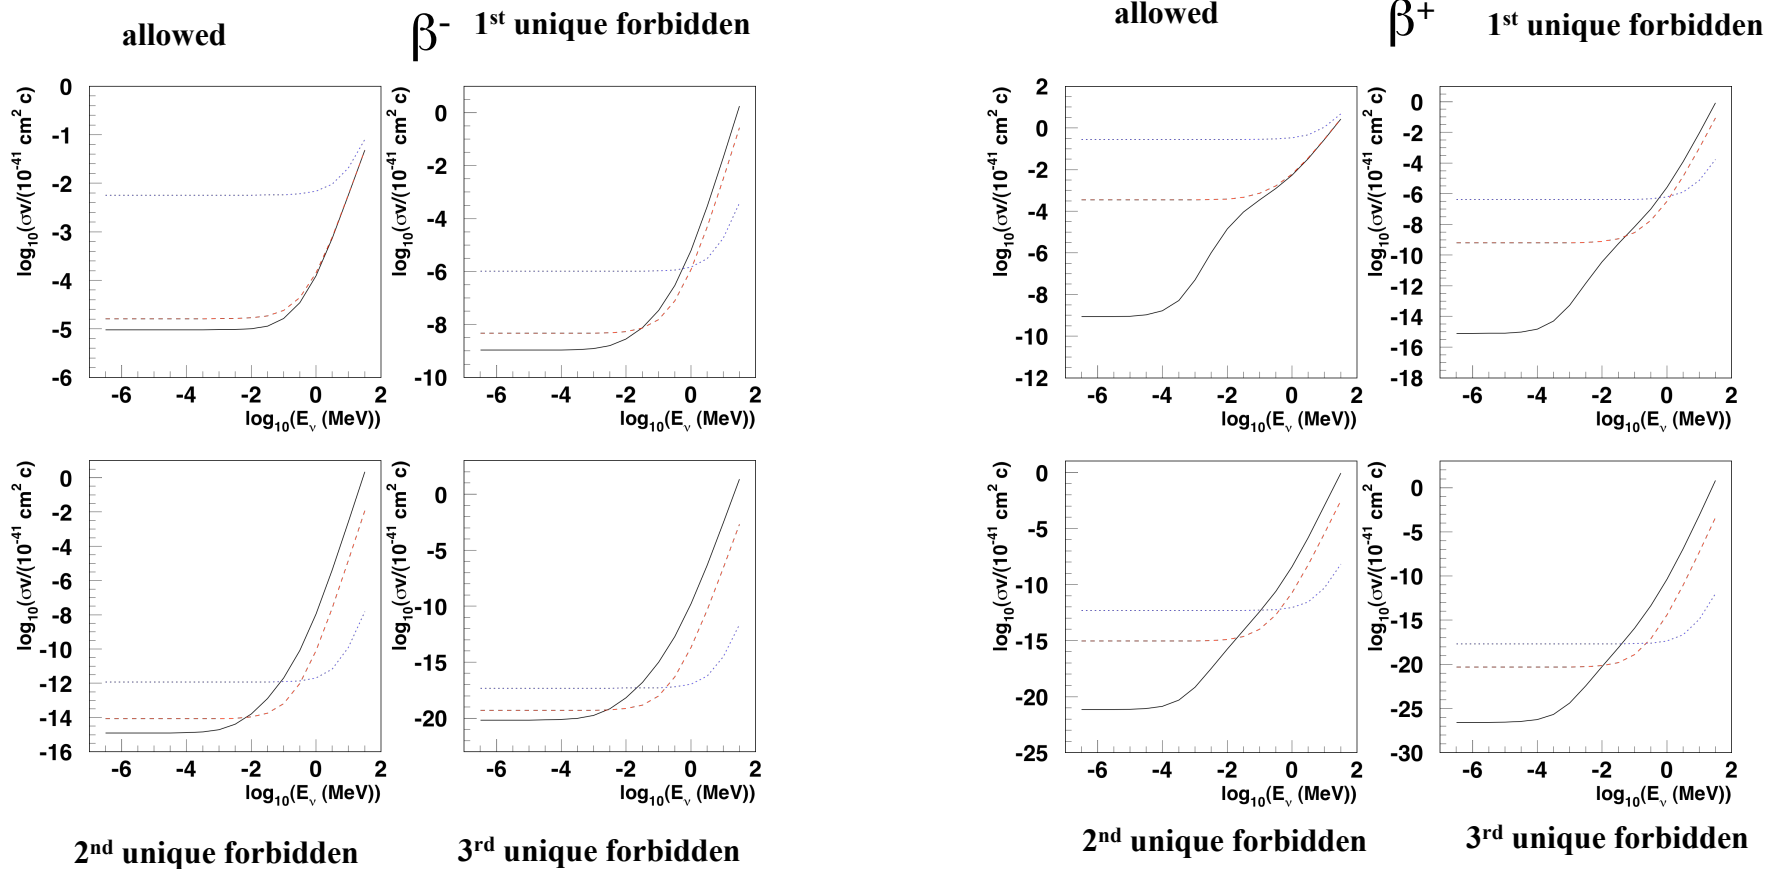 allowed
β-
1st unique forbidden
allowed
β+
1st unique forbidden
log10(σv/(10-41 cm2 c)
0
-1
-2
-3
-4
-5
-6
-6 -4 -2 0 2
log10(Eν (MeV))
log10(σv/(10-41 cm2 c)
0
-2
-4
-6
-8
-10
-6 -4 -2 0 2
log10(Eν (MeV))
log10(σv/(10-41 cm2 c)
2
0
-2
-4
-6
-8
-10
-12
-6 -4 -2 0 2
log10(Eν (MeV))
log10(σv/(10-41 cm2 c)
0
-2
-4
-6
-8
-10
-12
-14
-16
-18
-6 -4 -2 0 2
log10(Eν (MeV))
log10(σv/(10-41 cm2 c)
0
-2
-4
-6
-8
-10
-12
-14
-16
-6 -4 -2 0 2
log10(Eν (MeV))
log10(σv/(10-41 cm2 c)
0
-5
-10
-15
-20
-6 -4 -2 0 2
log10(Eν (MeV))
log10(σv/(10-41 cm2 c)
0
-5
-10
-15
-20
-25
-6 -4 -2 0 2
log10(Eν (MeV))
log10(σv/(10-41 cm2 c)
0
-5
-10
-15
-20
-25
-30
-6 -4 -2 0 2
log10(Eν (MeV))
2nd unique forbidden
3rd unique forbidden
2nd unique forbidden
3rd unique forbidden